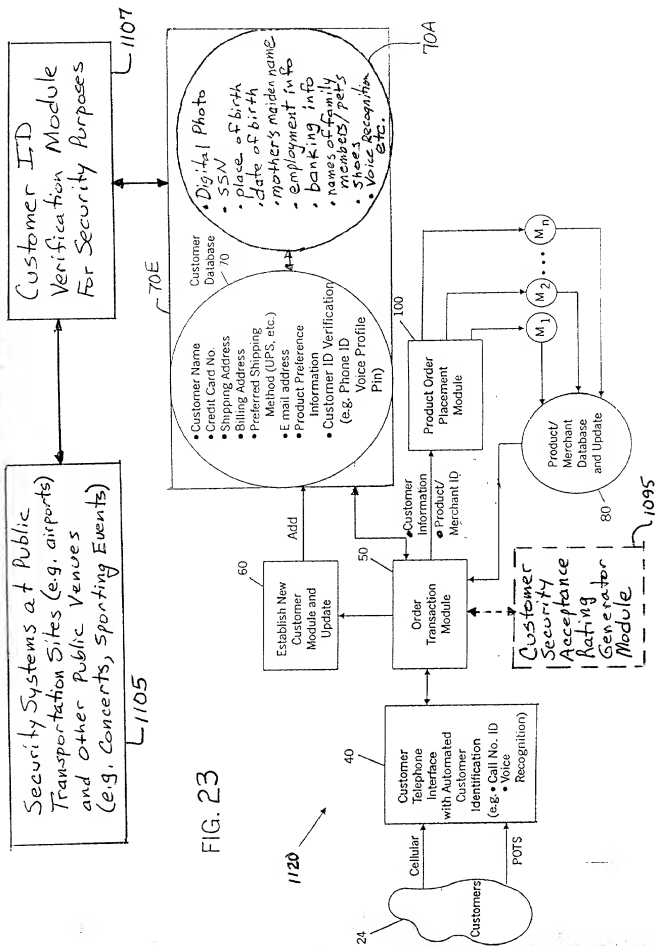 Security Systems at Public
Transportation Sites (e.g. airports)
and Other Public Venues
(e.g. Concerts, Sporting Events)
1105
Customer ID
Verification Module
For Security Purposes
1107
70E
Customer
Database
70
• Customer Name
• Credit Card No.
• Shipping Address
• Billing Address
• Preferred Shipping
Method (UPS, etc.)
• E mail address
• Product Preference
Information
• Customer ID Verification
(e.g. Phone ID
Voice Profile
Pin)
• Digital Photo
• SSN
• place of birth
• date of birth
• mother's maiden name
• employment info
• banking info
• names of family
members/pets
• shoes
• Voice Recognition
etc.
70A
FIG. 23
1120
60
Establish New
Customer
Module and
Update
Add
50
Order
Transaction
Module
• Customer
Information
• Product/
Merchant ID
100
Product Order
Placement
Module
M1
M2
...
Mn
Product/
Merchant
Database
and Update
80
Customer
Security
Acceptance
Rating
Generator
Module
1095
40
Customer
Telephone
Interface
with Automated
Customer
Identification
(e.g. • Call No. ID
• Voice
Recognition)
Cellular
POTS
24
Customers